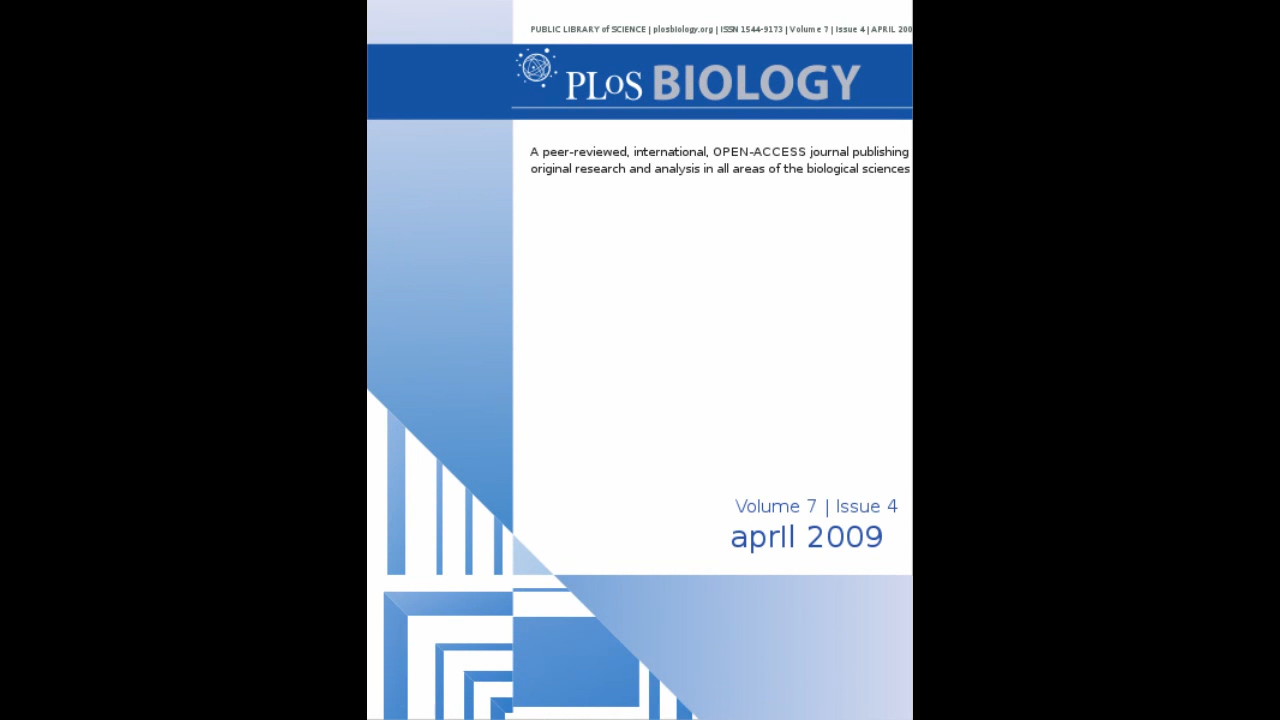 PUBLIC LIBRARY of SCIENCE | plosbiology.org | ISSN 1544-9173 | Volume 7 | Issue 4 | APRIL 200
PLoS BIOLOGY
A peer-reviewed, international, OPEN-ACCESS journal publishing
original research and analysis in all areas of the biological sciences
Volume 7 | Issue 4
aprIl 2009